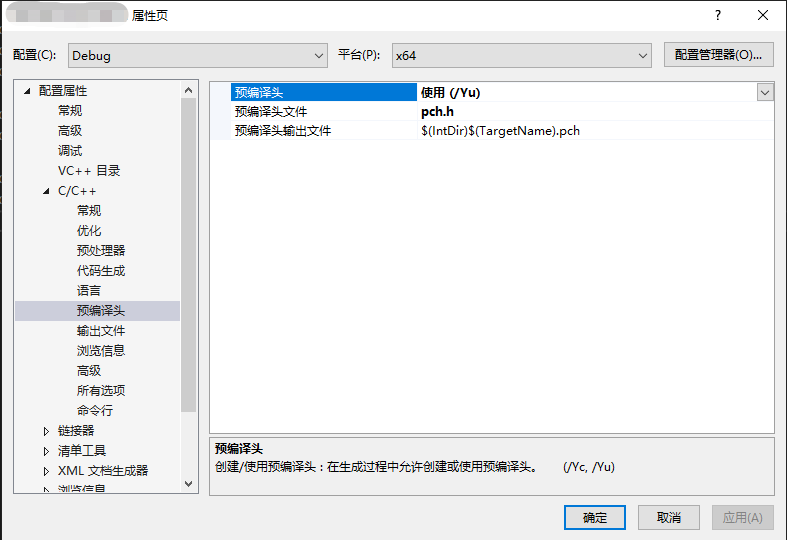 属性页
配置(C): Debug 平台(P): x64 配置管理器(O)...
配置属性
常规
高级
调试
VC++ 目录
C/C++
常规
优化
预处理器
代码生成
语言
预编译头
输出文件
浏览信息
高级
所有选项
命令行
链接器
清单工具
XML 文档生成器
浏览信息
预编译头 使用 (/Yu)
预编译头文件 pch.h
预编译头输出文件 $(IntDir)$(TargetName).pch
预编译头
创建/使用预编译头 : 在生成过程中允许创建或使用预编译头。 (/Yc, /Yu)
确定 取消 应用(A)